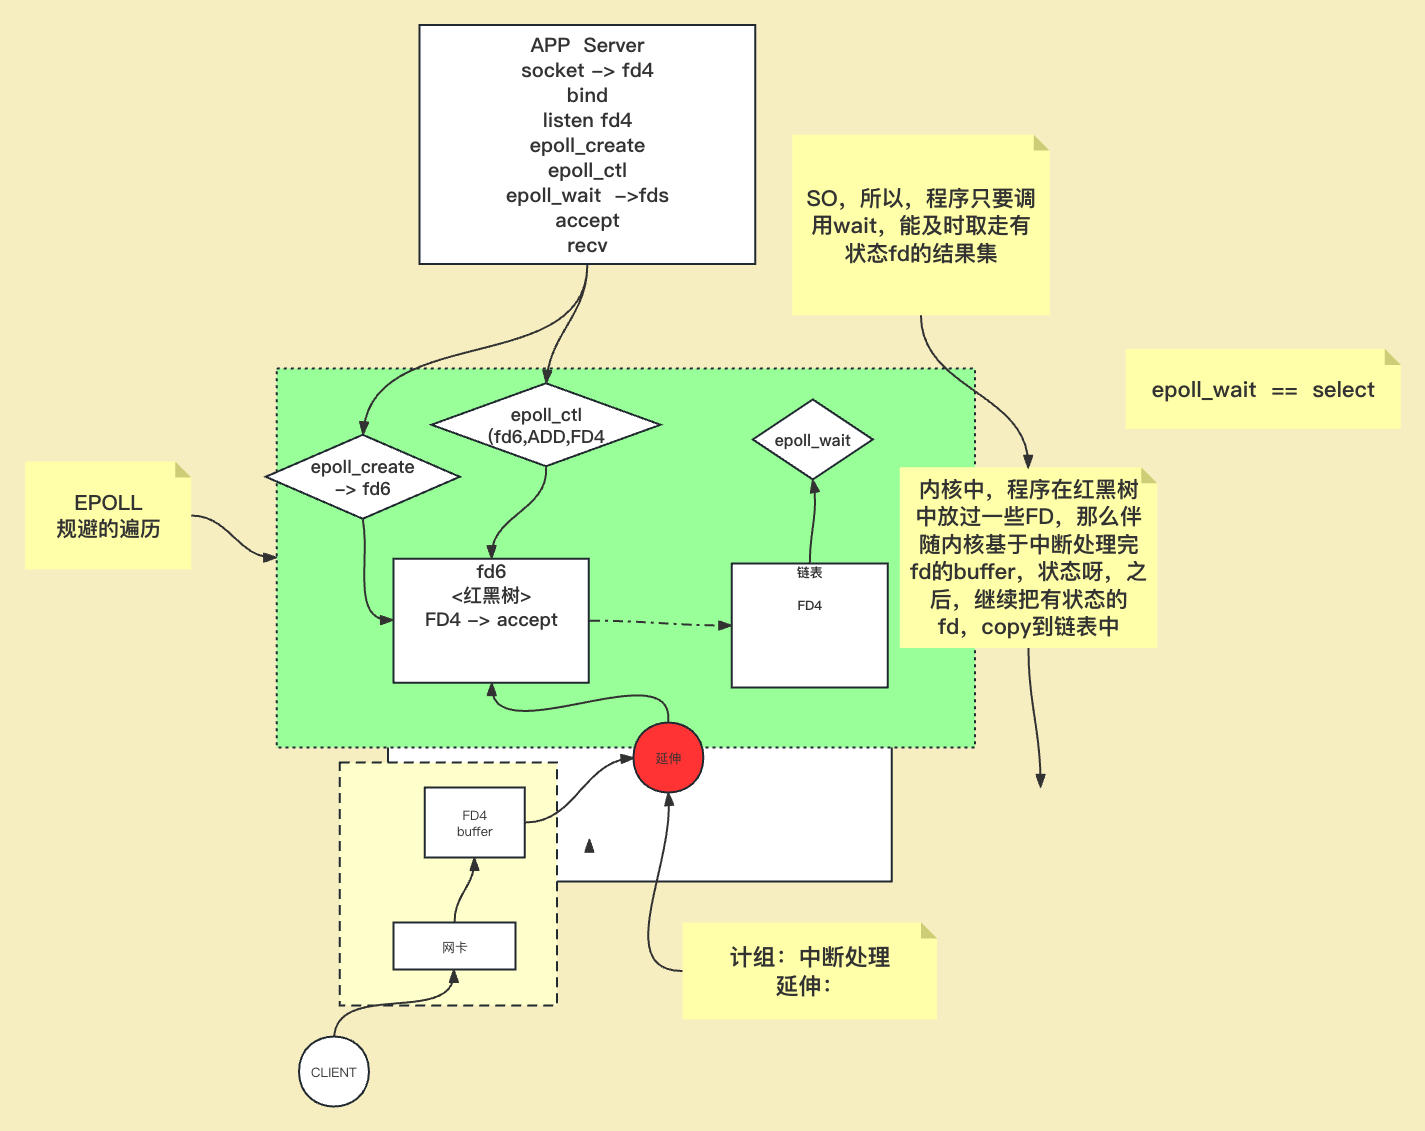 APP  Server
socket –> fd4
bind
listen fd4
epoll_create
epoll_ctl
epoll_wait  –>fds
accept
recv
SO，所以，程序只要调
用wait，能及时取走有
状态fd的结果集
epoll_wait  ==  select
epoll_ctl
(fd6,ADD,FD4
epoll_wait
epoll_create
–> fd6
EPOLL
规避的遍历
内核中，程序在红黑树
中放过一些FD，那么伴
随内核基于中断处理完
fd的buffer，状态呀，之
后，继续把有状态的
fd，copy到链表中
fd6
<红黑树>
FD4 –> accept
链表
FD4
延伸
FD4
buffer
网卡
计组：中断处理
延伸：
CLIENT